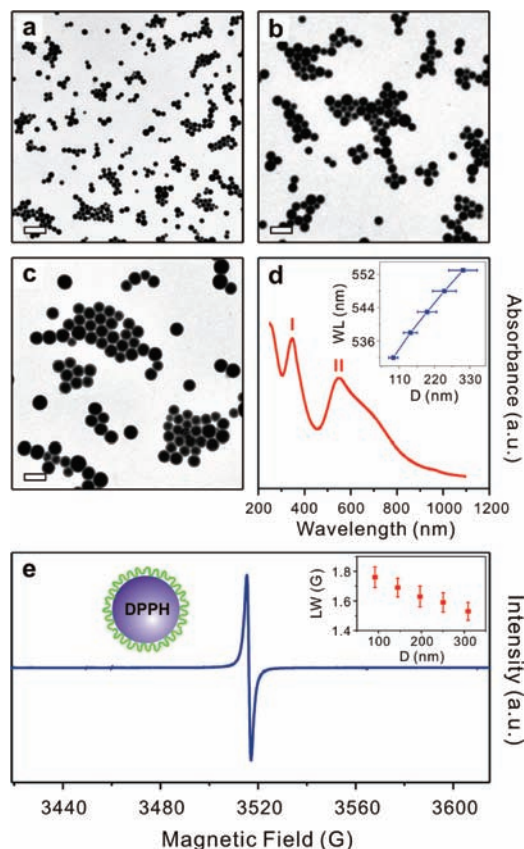 a
b
c
d
I
II
WL (nm)
552
544
536
110 220 330
D (nm)
Absorbance (a.u.)
200 400 600 800 1000 1200
Wavelength (nm)
e
DPPH
LW (G)
1.8
1.6
1.4
100 200 300
D (nm)
Intensity (a.u.)
3440 3480 3520 3560 3600
Magnetic Field (G)